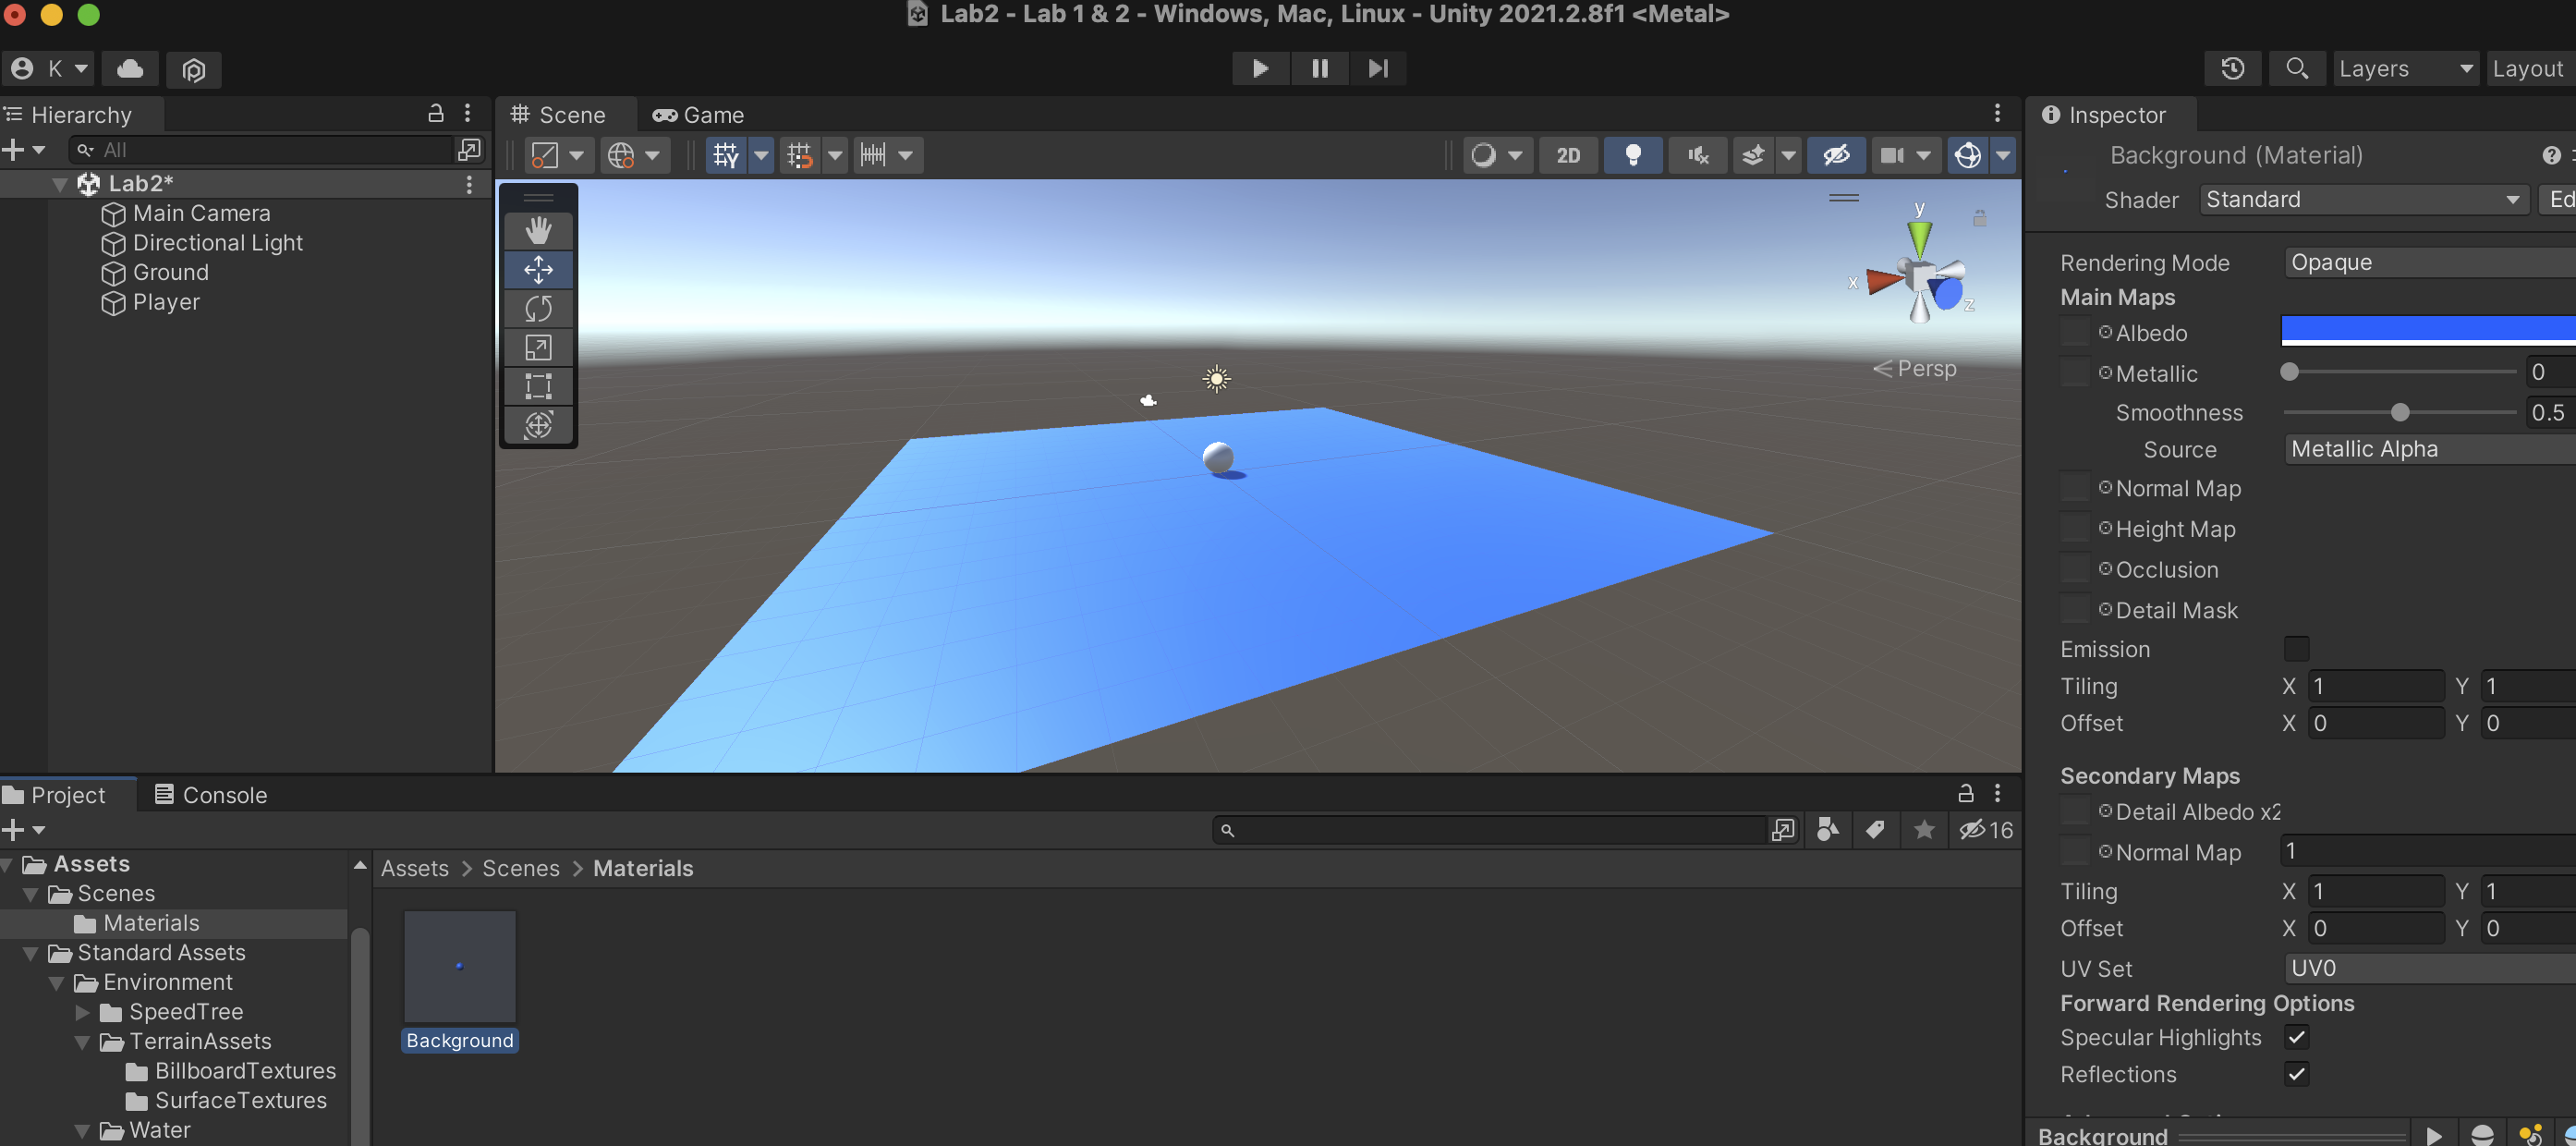 Lab2 - Lab 1 & 2 - Windows, Mac, Linux - Unity 2021.2.8f1 <Metal>
K
Layers
Layout
Hierarchy
All
Lab2*
Main Camera
Directional Light
Ground
Player
Scene
Game
2D
y
x
z
Persp
Inspector
Background (Material)
Shader
Standard
Ed
Rendering Mode
Opaque
Main Maps
Albedo
Metallic
0
Smoothness
0.5
Source
Metallic Alpha
Normal Map
Height Map
Occlusion
Detail Mask
Emission
Tiling
X 1
Y 1
Offset
X 0
Y 0
Secondary Maps
Detail Albedo x2
Normal Map
1
Tiling
X 1
Y 1
Offset
X 0
Y 0
UV Set
UV0
Forward Rendering Options
Specular Highlights
Reflections
Background
Project
Console
16
Assets
Scenes
Materials
Standard Assets
Environment
SpeedTree
TerrainAssets
BillboardTextures
SurfaceTextures
Water
Assets > Scenes > Materials
Background